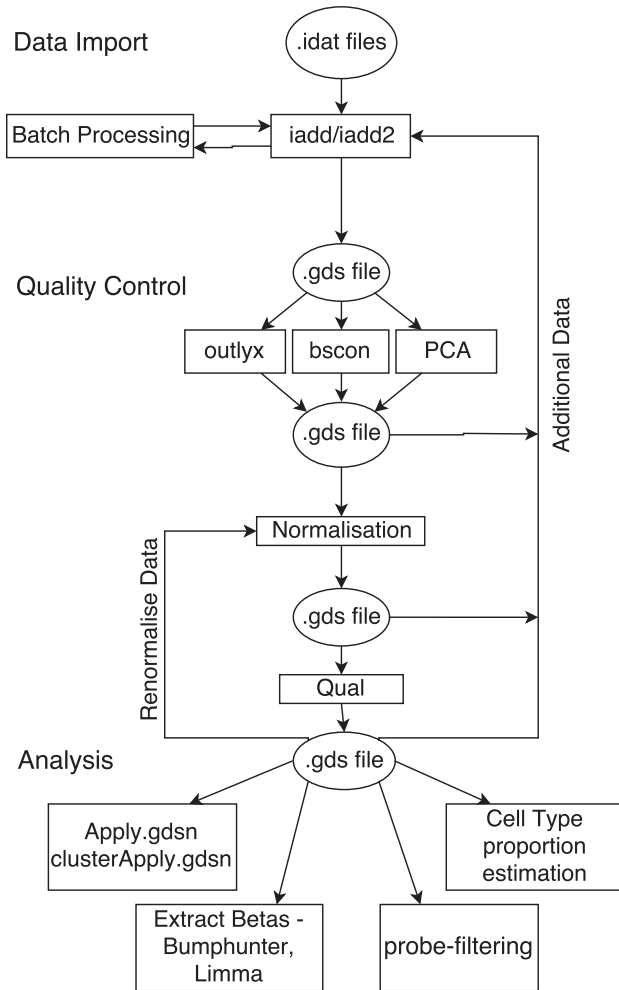 Data Import
.idat files
Batch Processing
iadd/iadd2
.gds file
Quality Control
outlyx
bscon
PCA
Additional Data
.gds file
Normalisation
Renormalise Data
.gds file
Qual
Analysis
.gds file
Apply.gdsn
clusterApply.gdsn
Cell Type
proportion
estimation
Extract Betas -
Bumphunter,
Limma
probe-filtering